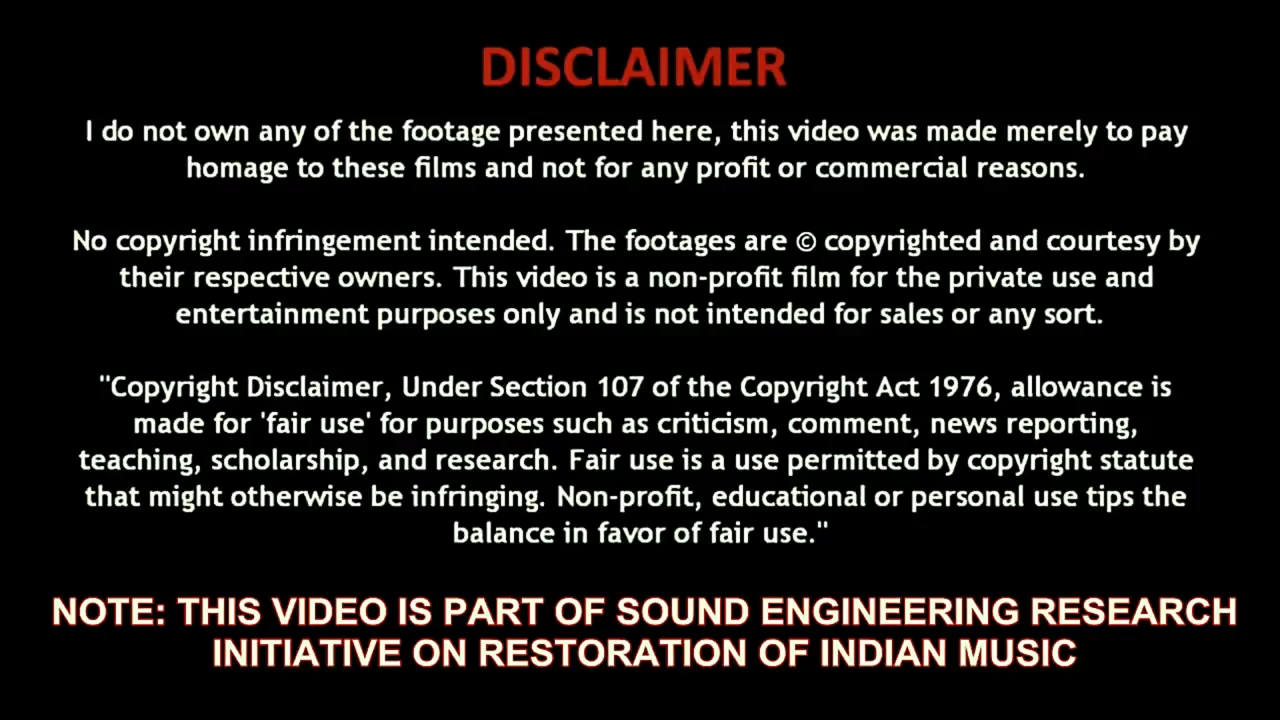 DISCLAIMER
I do not own any of the footage presented here, this video was made merely to pay
homage to these films and not for any profit or commercial reasons.
No copyright infringement intended. The footages are © copyrighted and courtesy by
their respective owners. This video is a non-profit film for the private use and
entertainment purposes only and is not intended for sales or any sort.
"Copyright Disclaimer, Under Section 107 of the Copyright Act 1976, allowance is
made for 'fair use' for purposes such as criticism, comment, news reporting,
teaching, scholarship, and research. Fair use is a use permitted by copyright statute
that might otherwise be infringing. Non-profit, educational or personal use tips the
balance in favor of fair use."
NOTE: THIS VIDEO IS PART OF SOUND ENGINEERING RESEARCH
INITIATIVE ON RESTORATION OF INDIAN MUSIC